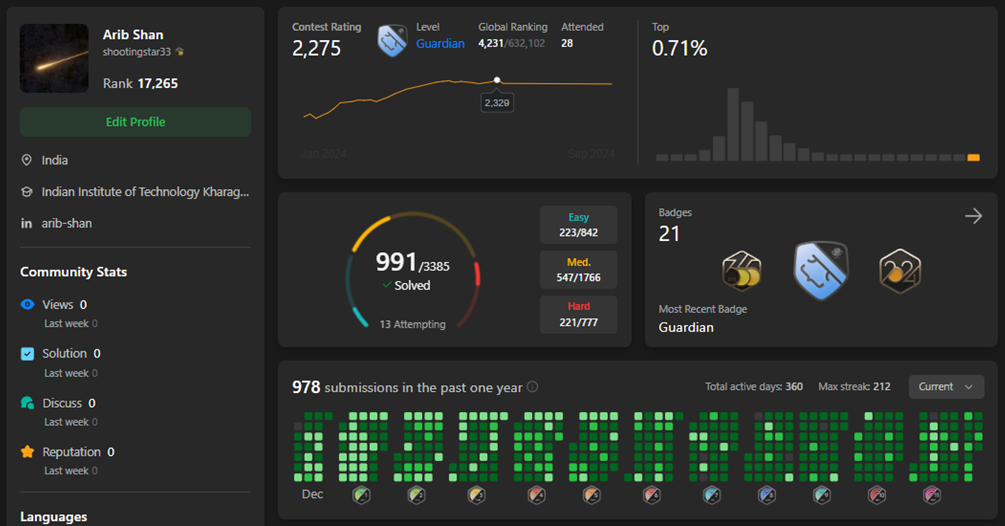 Arib Shan
shootingstar33
Rank 17,265
Edit Profile
India
Indian Institute of Technology Kharag...
in arib-shan
Community Stats
Views 0
Last week 0
Solution 0
Last week 0
Discuss 0
Last week 0
Reputation 0
Last week 0
Languages
Contest Rating
2,275
Level
Guardian
Global Ranking
4,231/632,102
Attended
28
2,329
Jan 2024
Sep 2024
Top
0.71%
991/3385
Solved
13 Attempting
Easy
223/842
Med.
547/1766
Hard
221/777
Badges
21
Most Recent Badge
Guardian
978 submissions in the past one year
Total active days: 360
Max streak: 212
Current
Dec